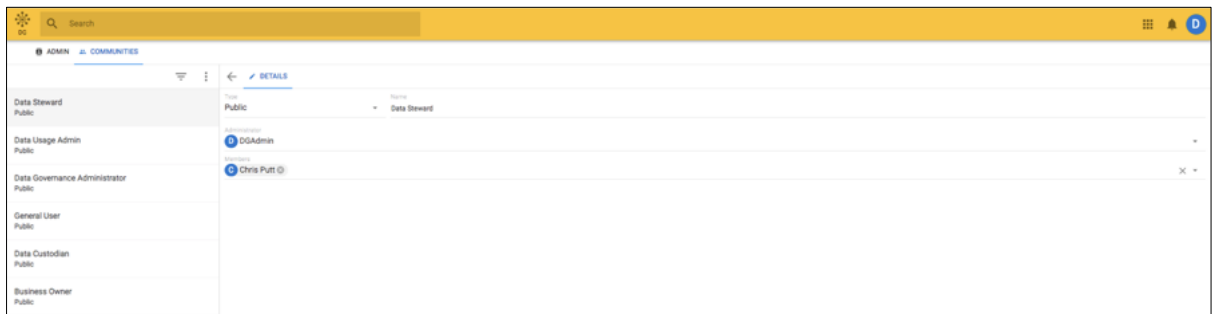 DG
Search
D
ADMIN
COMMUNITIES
DETAILS
Data Steward
Public
Data Usage Admin
Public
Data Governance Administrator
Public
General User
Public
Data Custodian
Public
Business Owner
Public
Type
Public
Name
Data Steward
Administrator
D DGAdmin
Members
C Chris Putt